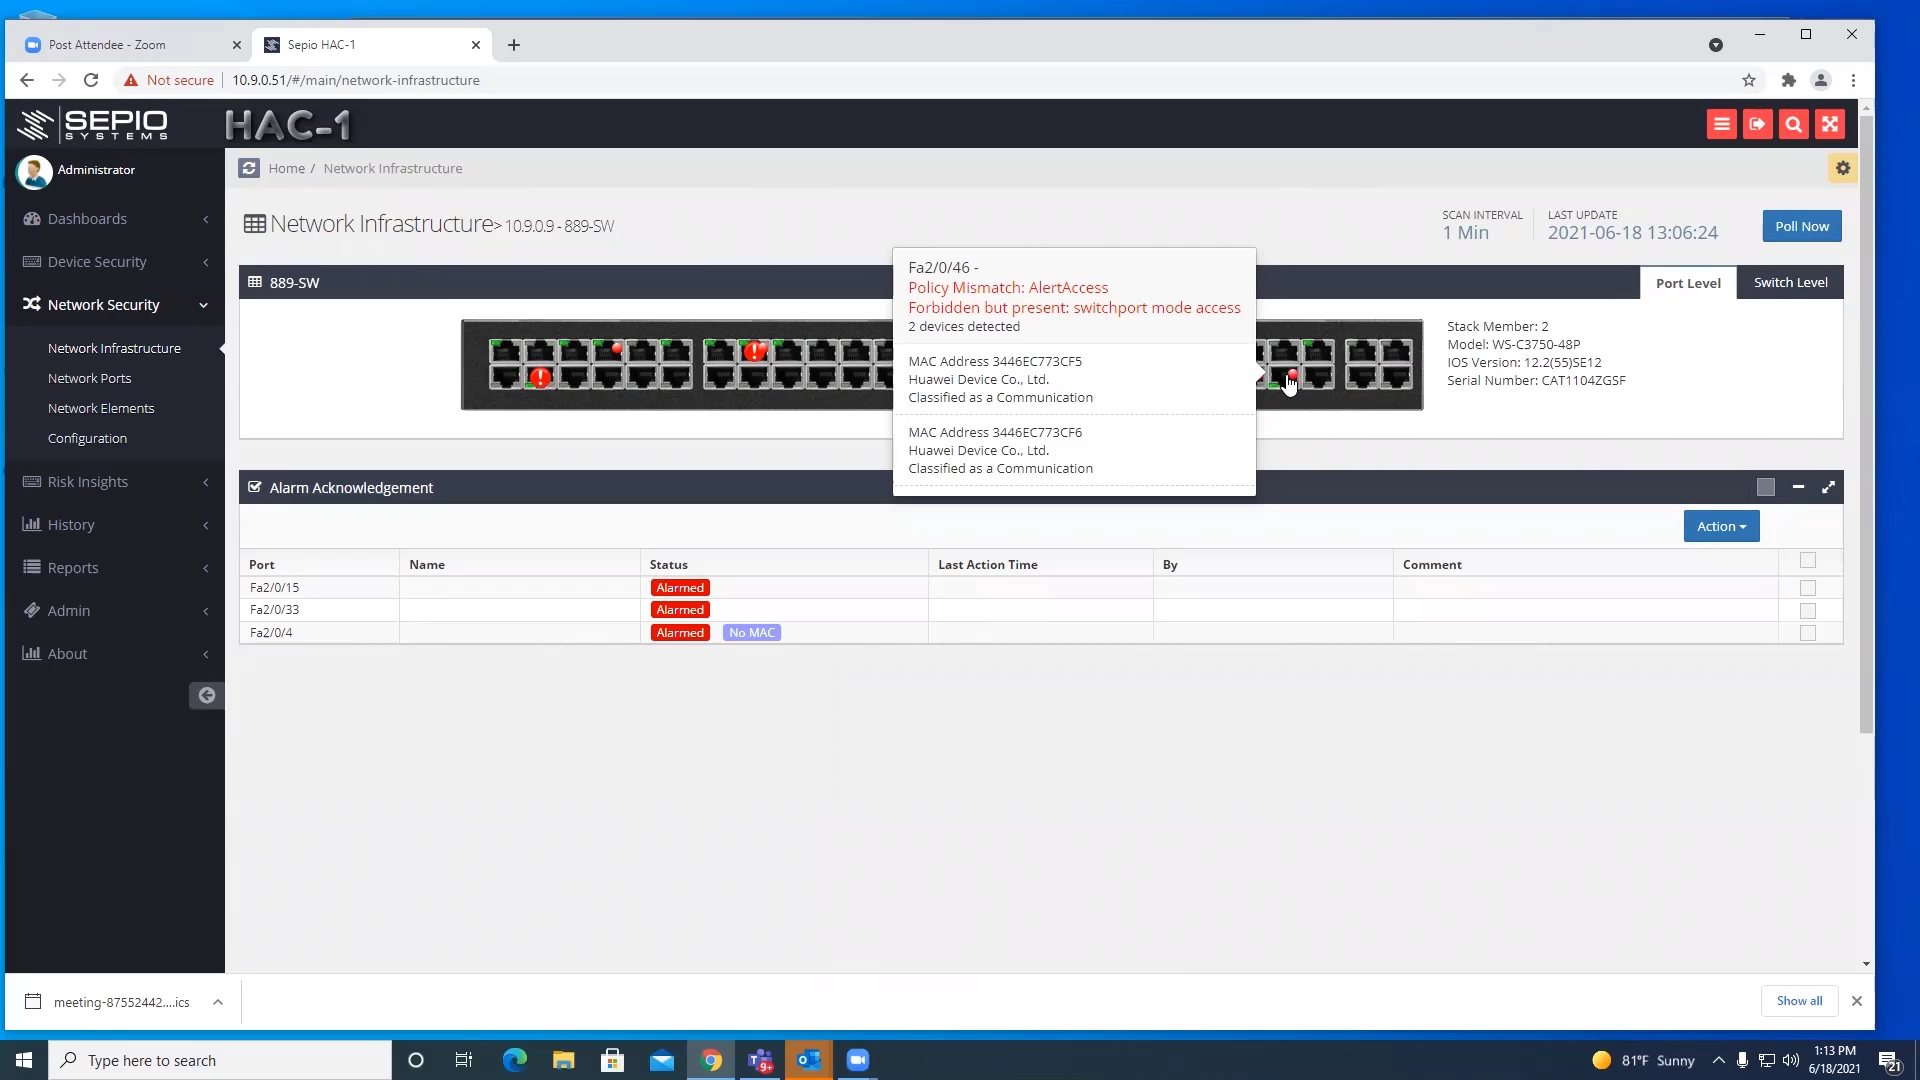 Post Attendee - Zoom
Sepio HAC-1
Not secure
10.9.0.51/#/main/network-infrastructure
SEPIO
SYSTEMS
HAC-1
Administrator
Home / Network Infrastructure
Dashboards
Device Security
Network Security
Network Infrastructure
Network Ports
Network Elements
Configuration
Risk Insights
History
Reports
Admin
About
Network Infrastructure> 10.9.0.9 - 889-SW
SCAN INTERVAL
1 Min
LAST UPDATE
2021-06-18 13:06:24
Poll Now
889-SW
Port Level
Switch Level
Fa2/0/46 -
Policy Mismatch: AlertAccess
Forbidden but present: switchport mode access
2 devices detected
MAC Address 3446EC773CF5
Huawei Device Co., Ltd.
Classified as a Communication
MAC Address 3446EC773CF6
Huawei Device Co., Ltd.
Classified as a Communication
Stack Member: 2
Model: WS-C3750-48P
IOS Version: 12.2(55)SE12
Serial Number: CAT1104ZGSF
Alarm Acknowledgement
Action
Port Name Status Last Action Time By Comment
Fa2/0/15 Alarmed
Fa2/0/33 Alarmed
Fa2/0/4 Alarmed No MAC
meeting-87552442....ics
Show all
Type here to search
9+
81°F Sunny
1:13 PM
6/18/2021
21